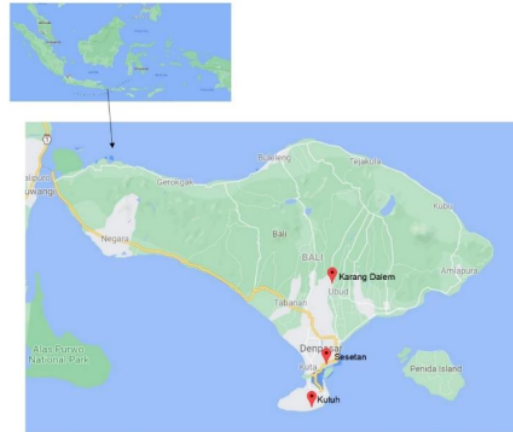 1
Buleleng
Tejakula
Gerokgak
Kubu
Negara
Bali
BALI
Karang Dalem
Amlapura
Ubud
Tabanan
Denpasar
Sesetan
Kuta
Alas Purwo
National Park
Penida Island
Kutuh